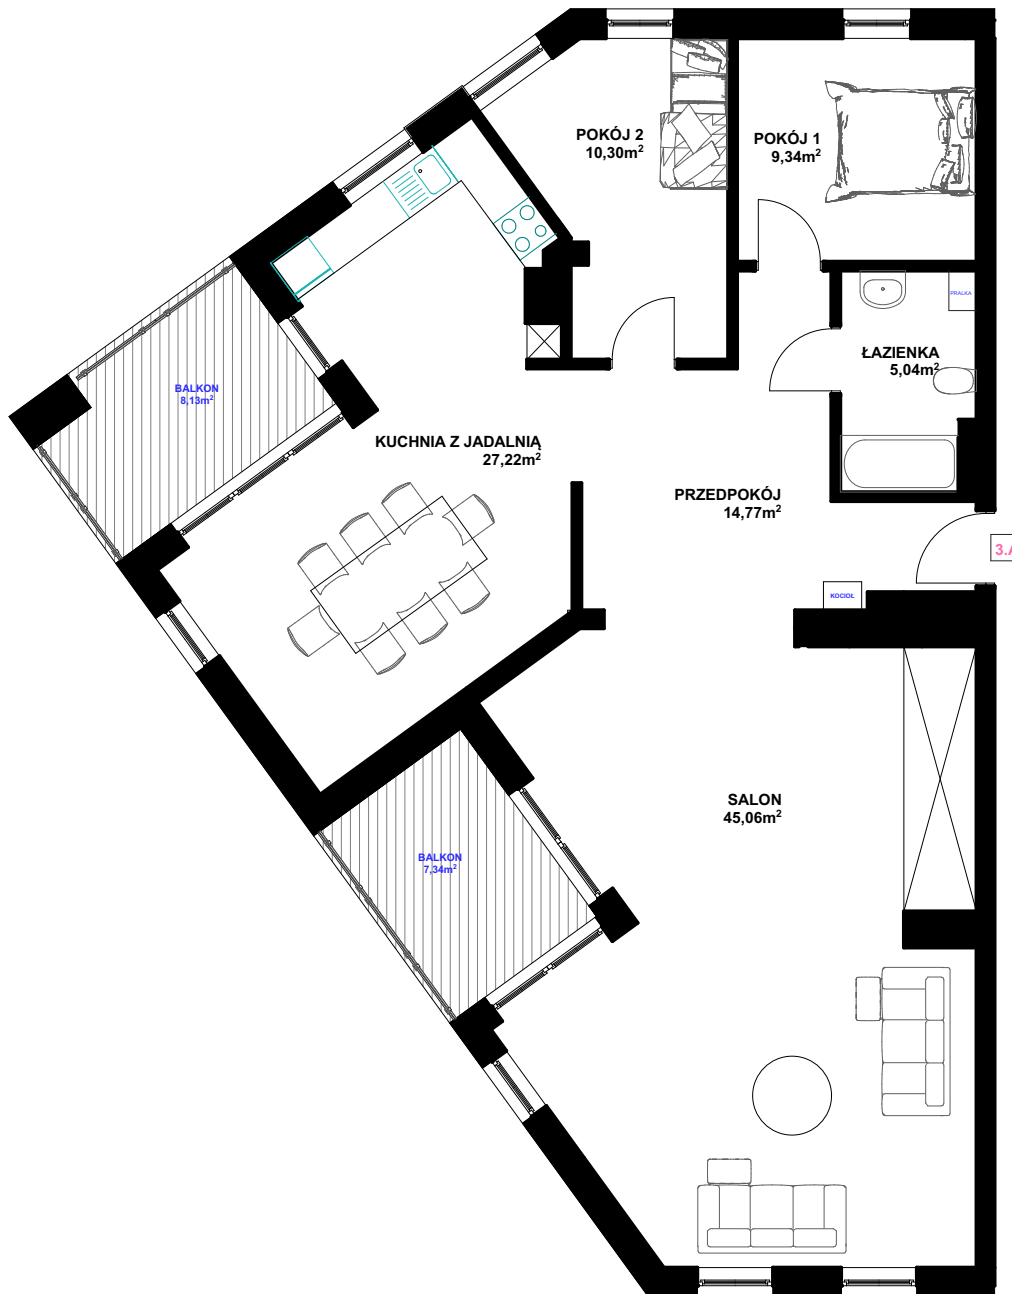 POKÓJ 2
10,30m²
POKÓJ 1
9,34m²
PRALKA
ŁAZIENKA
5,04m²
BALKON
8,13m²
KUCHNIA Z JADALNIĄ
27,22m²
PRZEDPOKÓJ
14,77m²
3.A
KOCIOŁ
SALON
45,06m²
BALKON
7,34m²